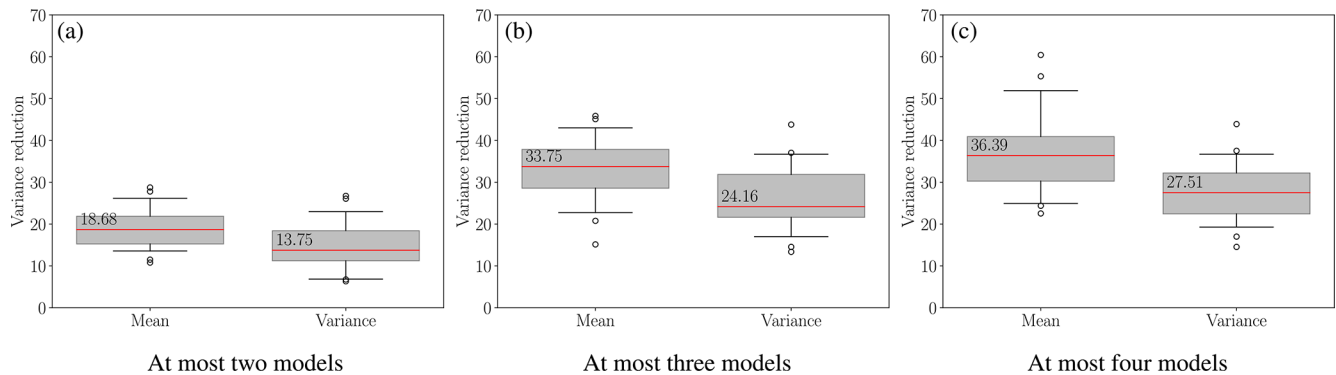 (a)
Variance reduction
70
60
50
40
30
20
10
0
18.68
13.75
Mean Variance
At most two models
(b)
Variance reduction
70
60
50
40
30
20
10
0
33.75
24.16
Mean Variance
At most three models
(c)
Variance reduction
70
60
50
40
30
20
10
0
36.39
27.51
Mean Variance
At most four models